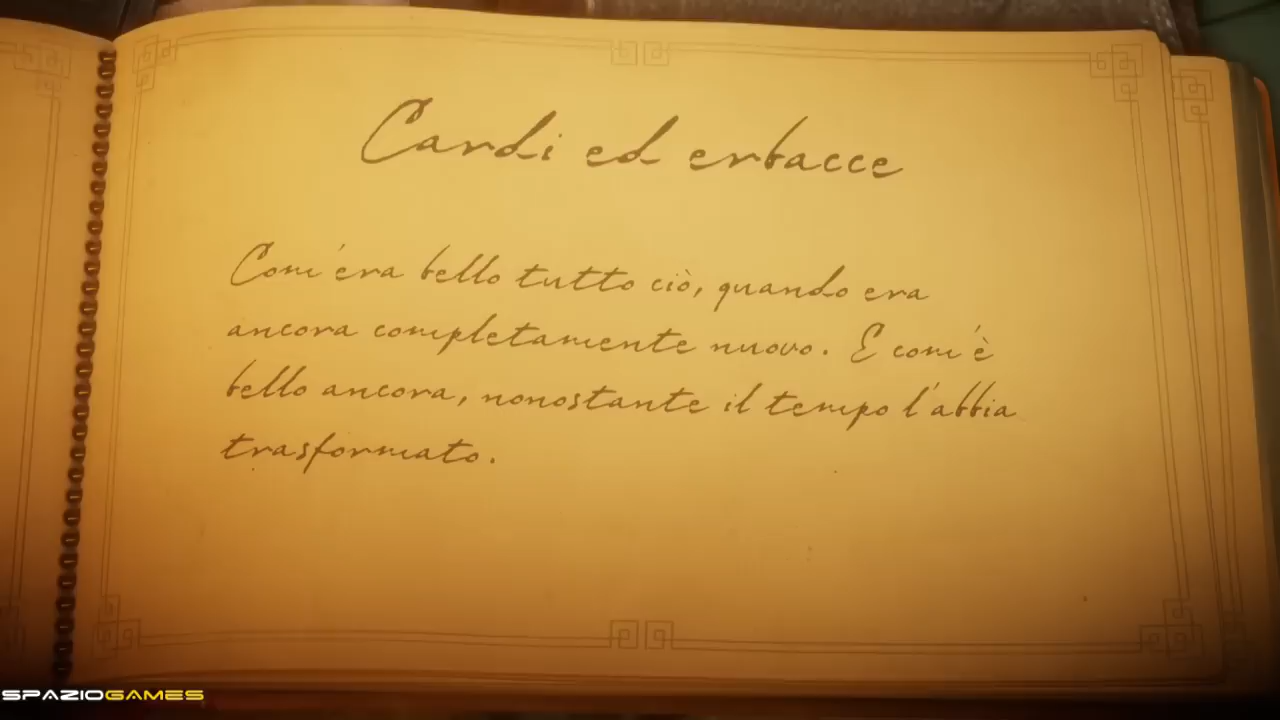 Cardi ed erbacce
Com'era bello tutto ciò, quando era
ancora completamente nuovo. E com'è
bello ancora, nonostante il tempo l'abbia
trasformato.
SPAZIOGAMES